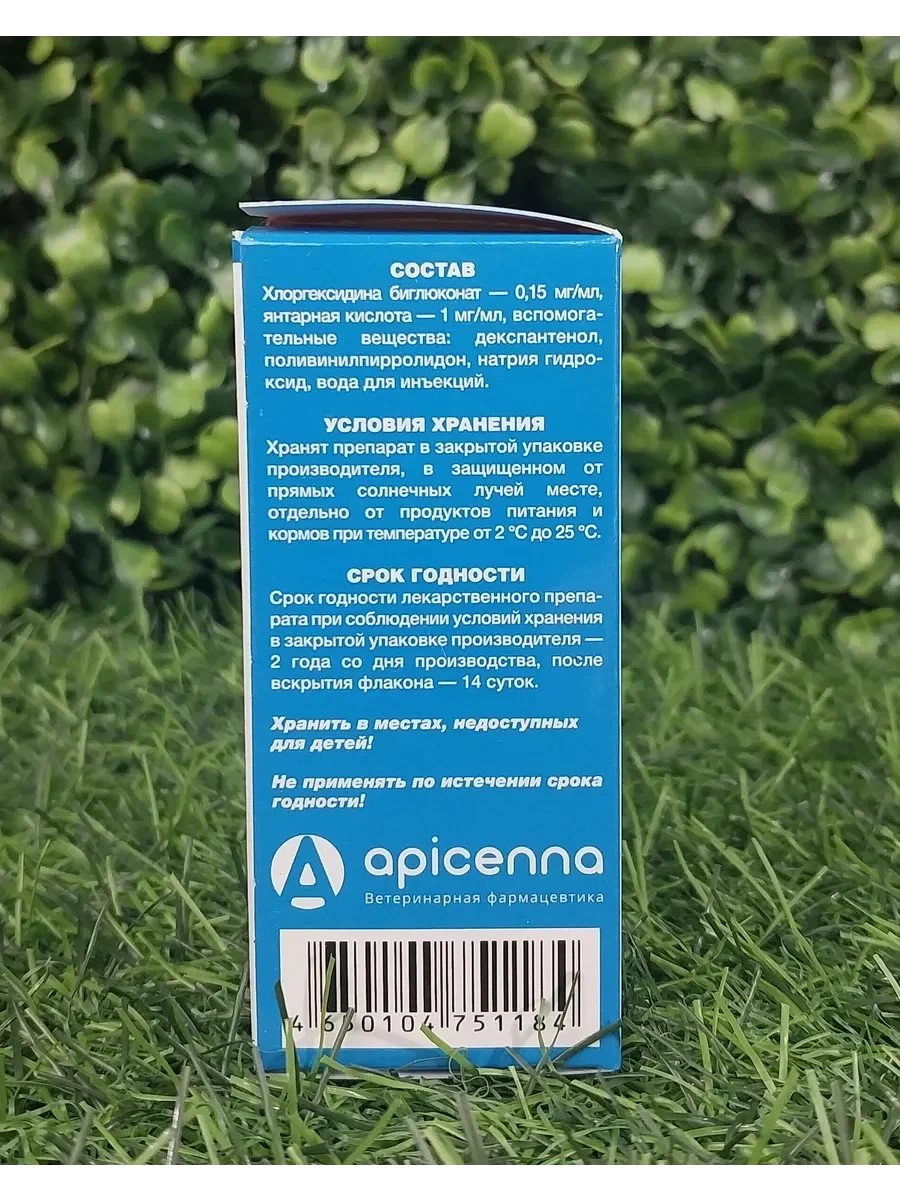 СОСТАВ
Хлоргексидина биглюконат — 0,15 мг/мл,
янтарная кислота — 1 мг/мл, вспомога-
тельные вещества: декспантенол,
поливинилпирролидон, натрия гидро-
ксид, вода для инъекций.
УСЛОВИЯ ХРАНЕНИЯ
Хранят препарат в закрытой упаковке
производителя, в защищенном от
прямых солнечных лучей месте,
отдельно от продуктов питания и
кормов при температуре от 2 °С до 25 °С.
СРОК ГОДНОСТИ
Срок годности лекарственного препа-
рата при соблюдении условий хранения
в закрытой упаковке производителя —
2 года со дня производства, после
вскрытия флакона — 14 суток.
Хранить в местах, недоступных
для детей!
Не применять по истечении срока
годности!
apicenna
Ветеринарная фармацевтика
4 650104 751184